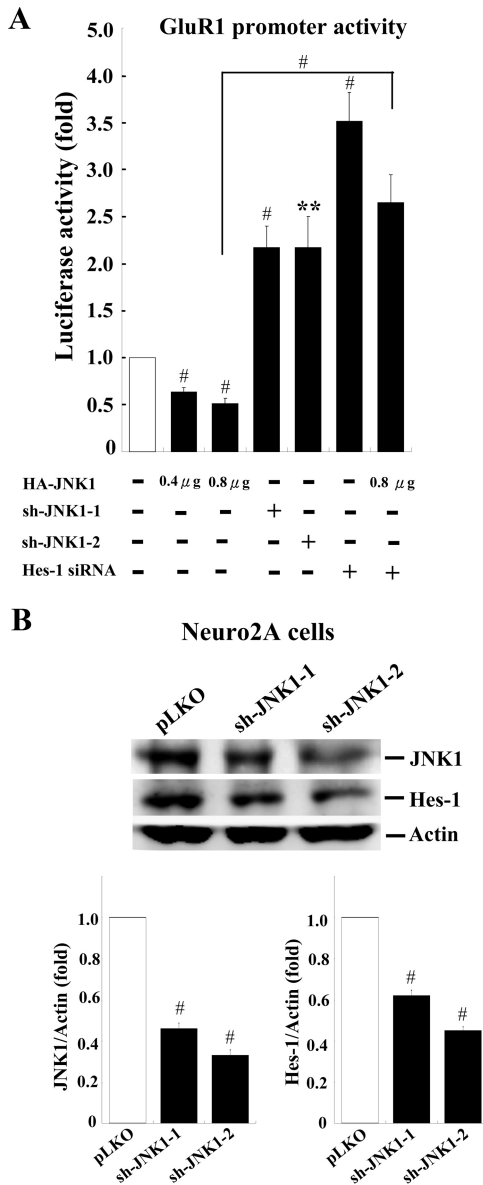 A
GluR1 promoter activity
Luciferase activity (fold)
5.0
4.0
3.5
3.0
2.5
2.0
1.5
1.0
0.5
0
#
#
#
**
#
#
HA-JNK1 - 0.4 μg 0.8 μg - - - 0.8 μg
sh-JNK1-1 - - - + - - -
sh-JNK1-2 - - - - + - -
Hes-1 siRNA - - - - - + +
B
Neuro2A cells
pLKO sh-JNK1-1 sh-JNK1-2
JNK1
Hes-1
Actin
JNK1/Actin (fold)
1.0
0.8
0.6
0.4
0.2
0
#
#
pLKO sh-JNK1-1 sh-JNK1-2
Hes-1/Actin (fold)
1.0
0.8
0.6
0.4
0.2
0
#
#
pLKO sh-JNK1-1 sh-JNK1-2